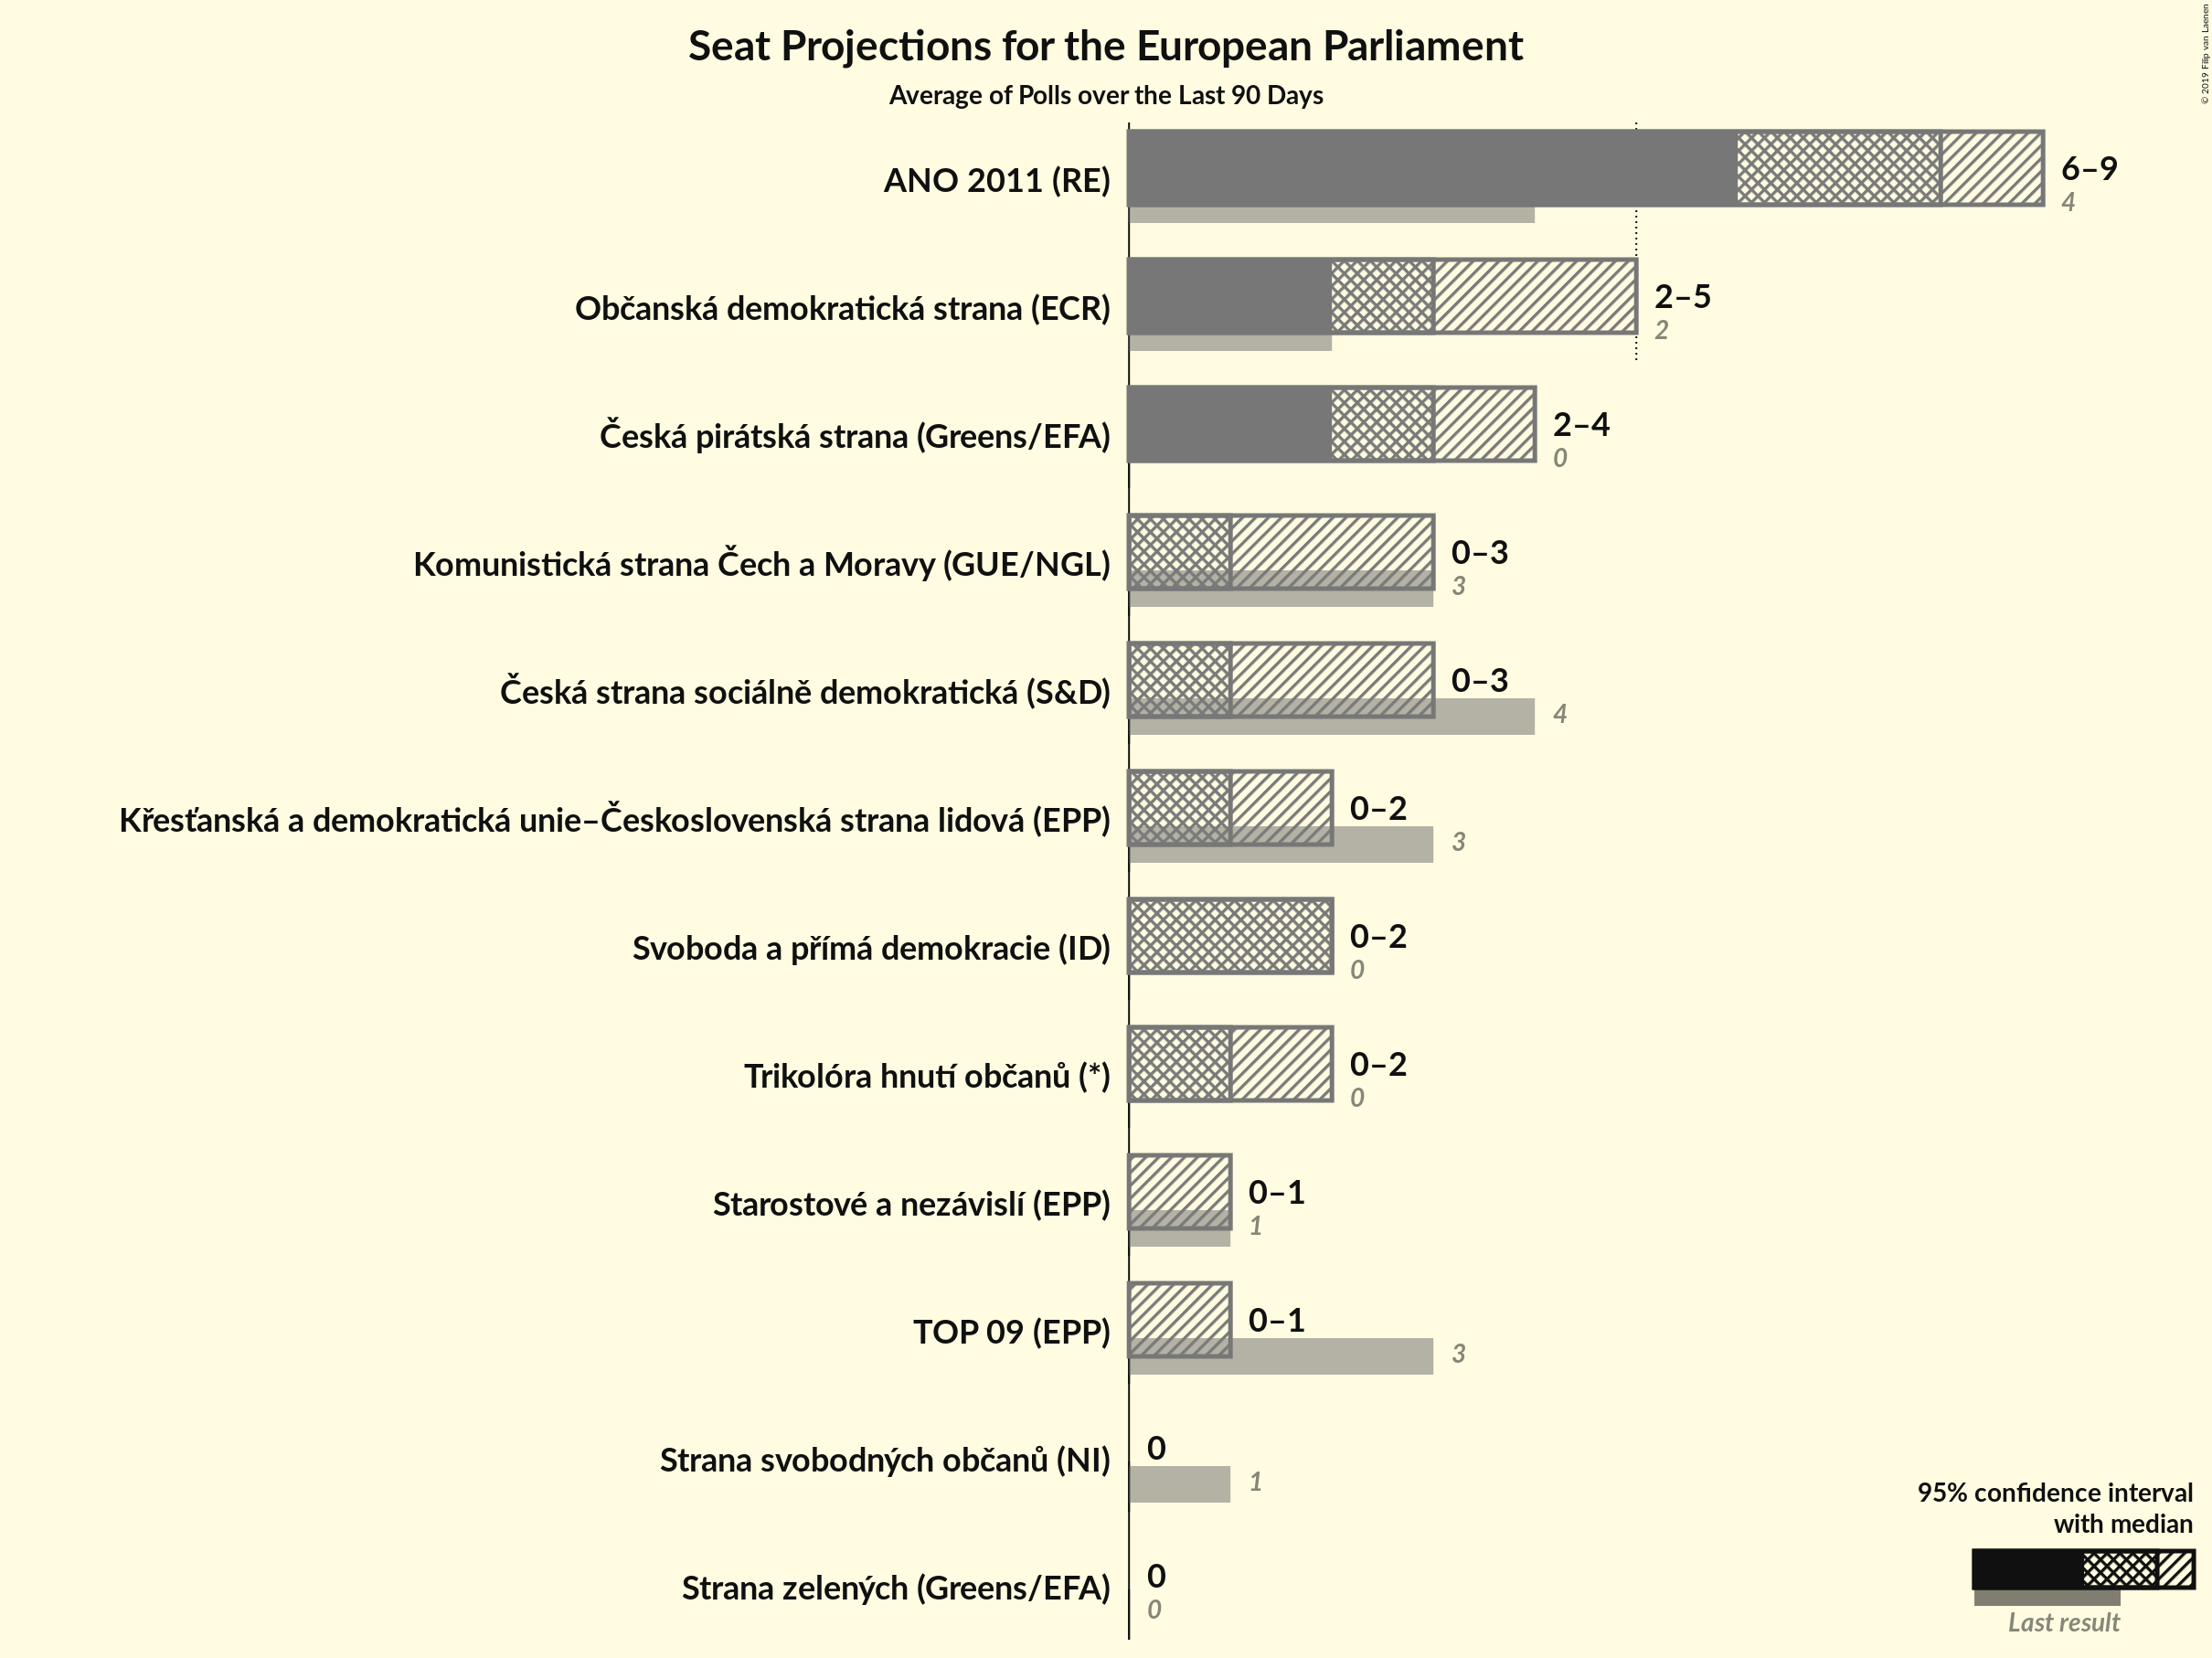 Seat Projections for the European Parliament
Average of Polls over the Last 90 Days
© 2019 Filip van Laenen
ANO 2011 (RE)
6–9
4
Občanská demokratická strana (ECR)
2–5
2
Česká pirátská strana (Greens/EFA)
2–4
0
Komunistická strana Čech a Moravy (GUE/NGL)
0–3
3
Česká strana sociálně demokratická (S&D)
0–3
4
Křesťanská a demokratická unie–Československá strana lidová (EPP)
0–2
3
Svoboda a přímá demokracie (ID)
0–2
0
Trikolóra hnutí občanů (*)
0–2
0
Starostové a nezávislí (EPP)
0–1
1
TOP 09 (EPP)
0–1
3
Strana svobodných občanů (NI)
0
1
Strana zelených (Greens/EFA)
0
0
95% confidence interval
with median
Last result